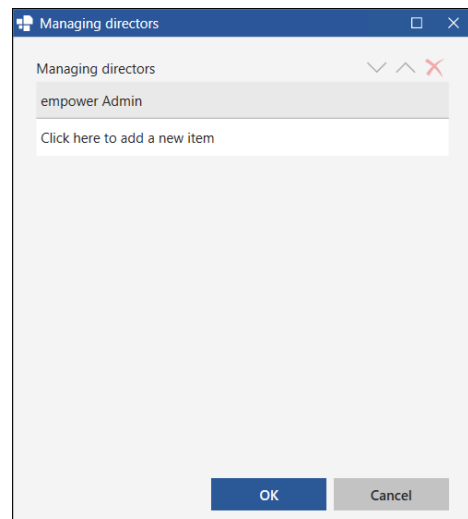 Managing directors
Managing directors
empower Admin
Click here to add a new item
OK
Cancel